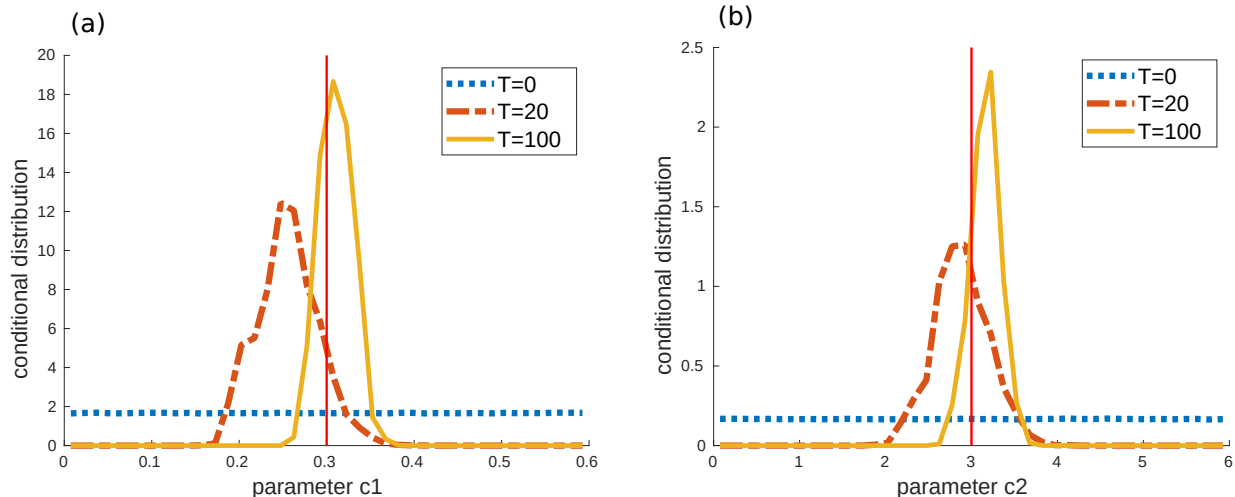 (a)
conditional distribution
20
18
16
14
12
10
8
6
4
2
0
0
0.1
0.2
0.3
0.4
0.5
0.6
parameter c1
T=0
T=20
T=100
(b)
conditional distribution
2.5
2
1.5
1
0.5
0
0
1
2
3
4
5
6
parameter c2
T=0
T=20
T=100